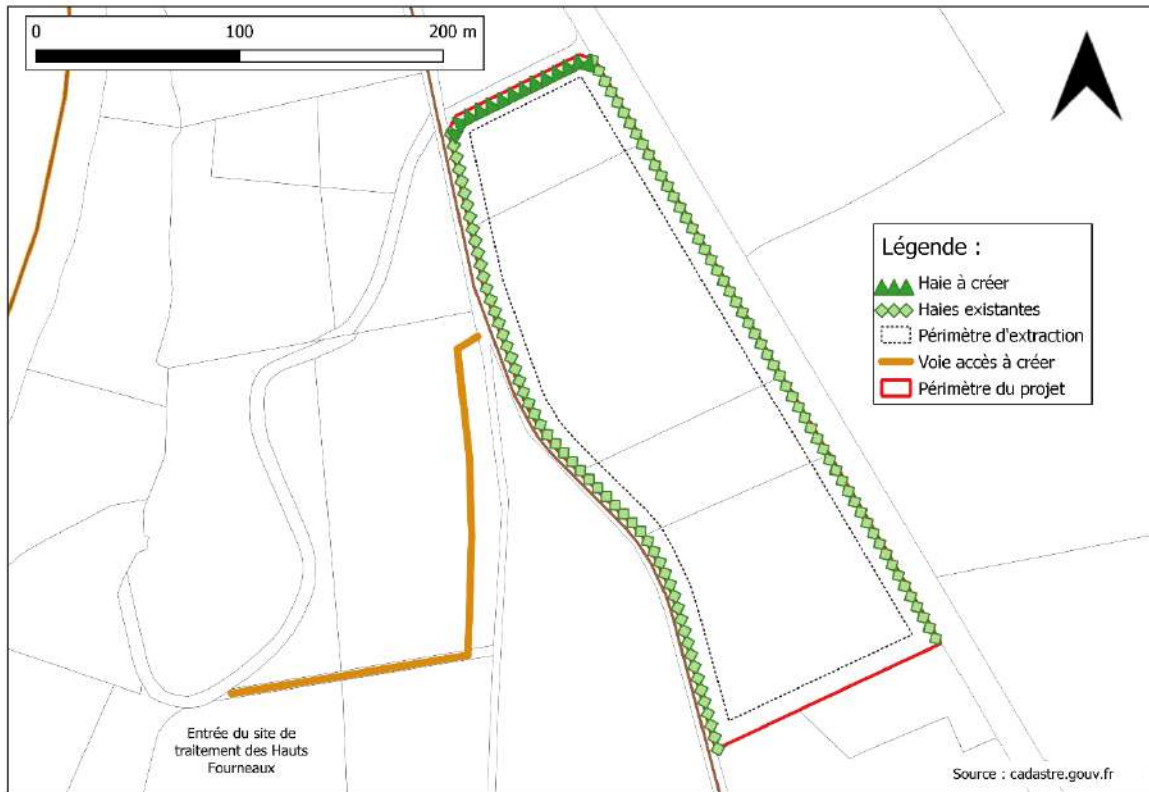 0 100 200 m
Légende :
Haie à créer
Haies existantes
Périmètre d'extraction
Voie accès à créer
Périmètre du projet
Entrée du site de
traitement des Hauts
Fourneaux
Source : cadastre.gouv.fr